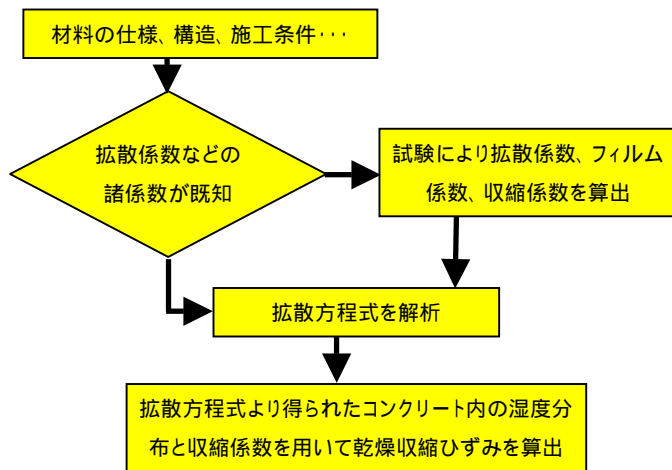 材料の仕様、構造、施工条件･･･
拡散係数などの
諸係数が既知
試験により拡散係数、フィルム
係数、収縮係数を算出
拡散方程式を解析
拡散方程式より得られたコンクリート内の湿度分
布と収縮係数を用いて乾燥収縮ひずみを算出